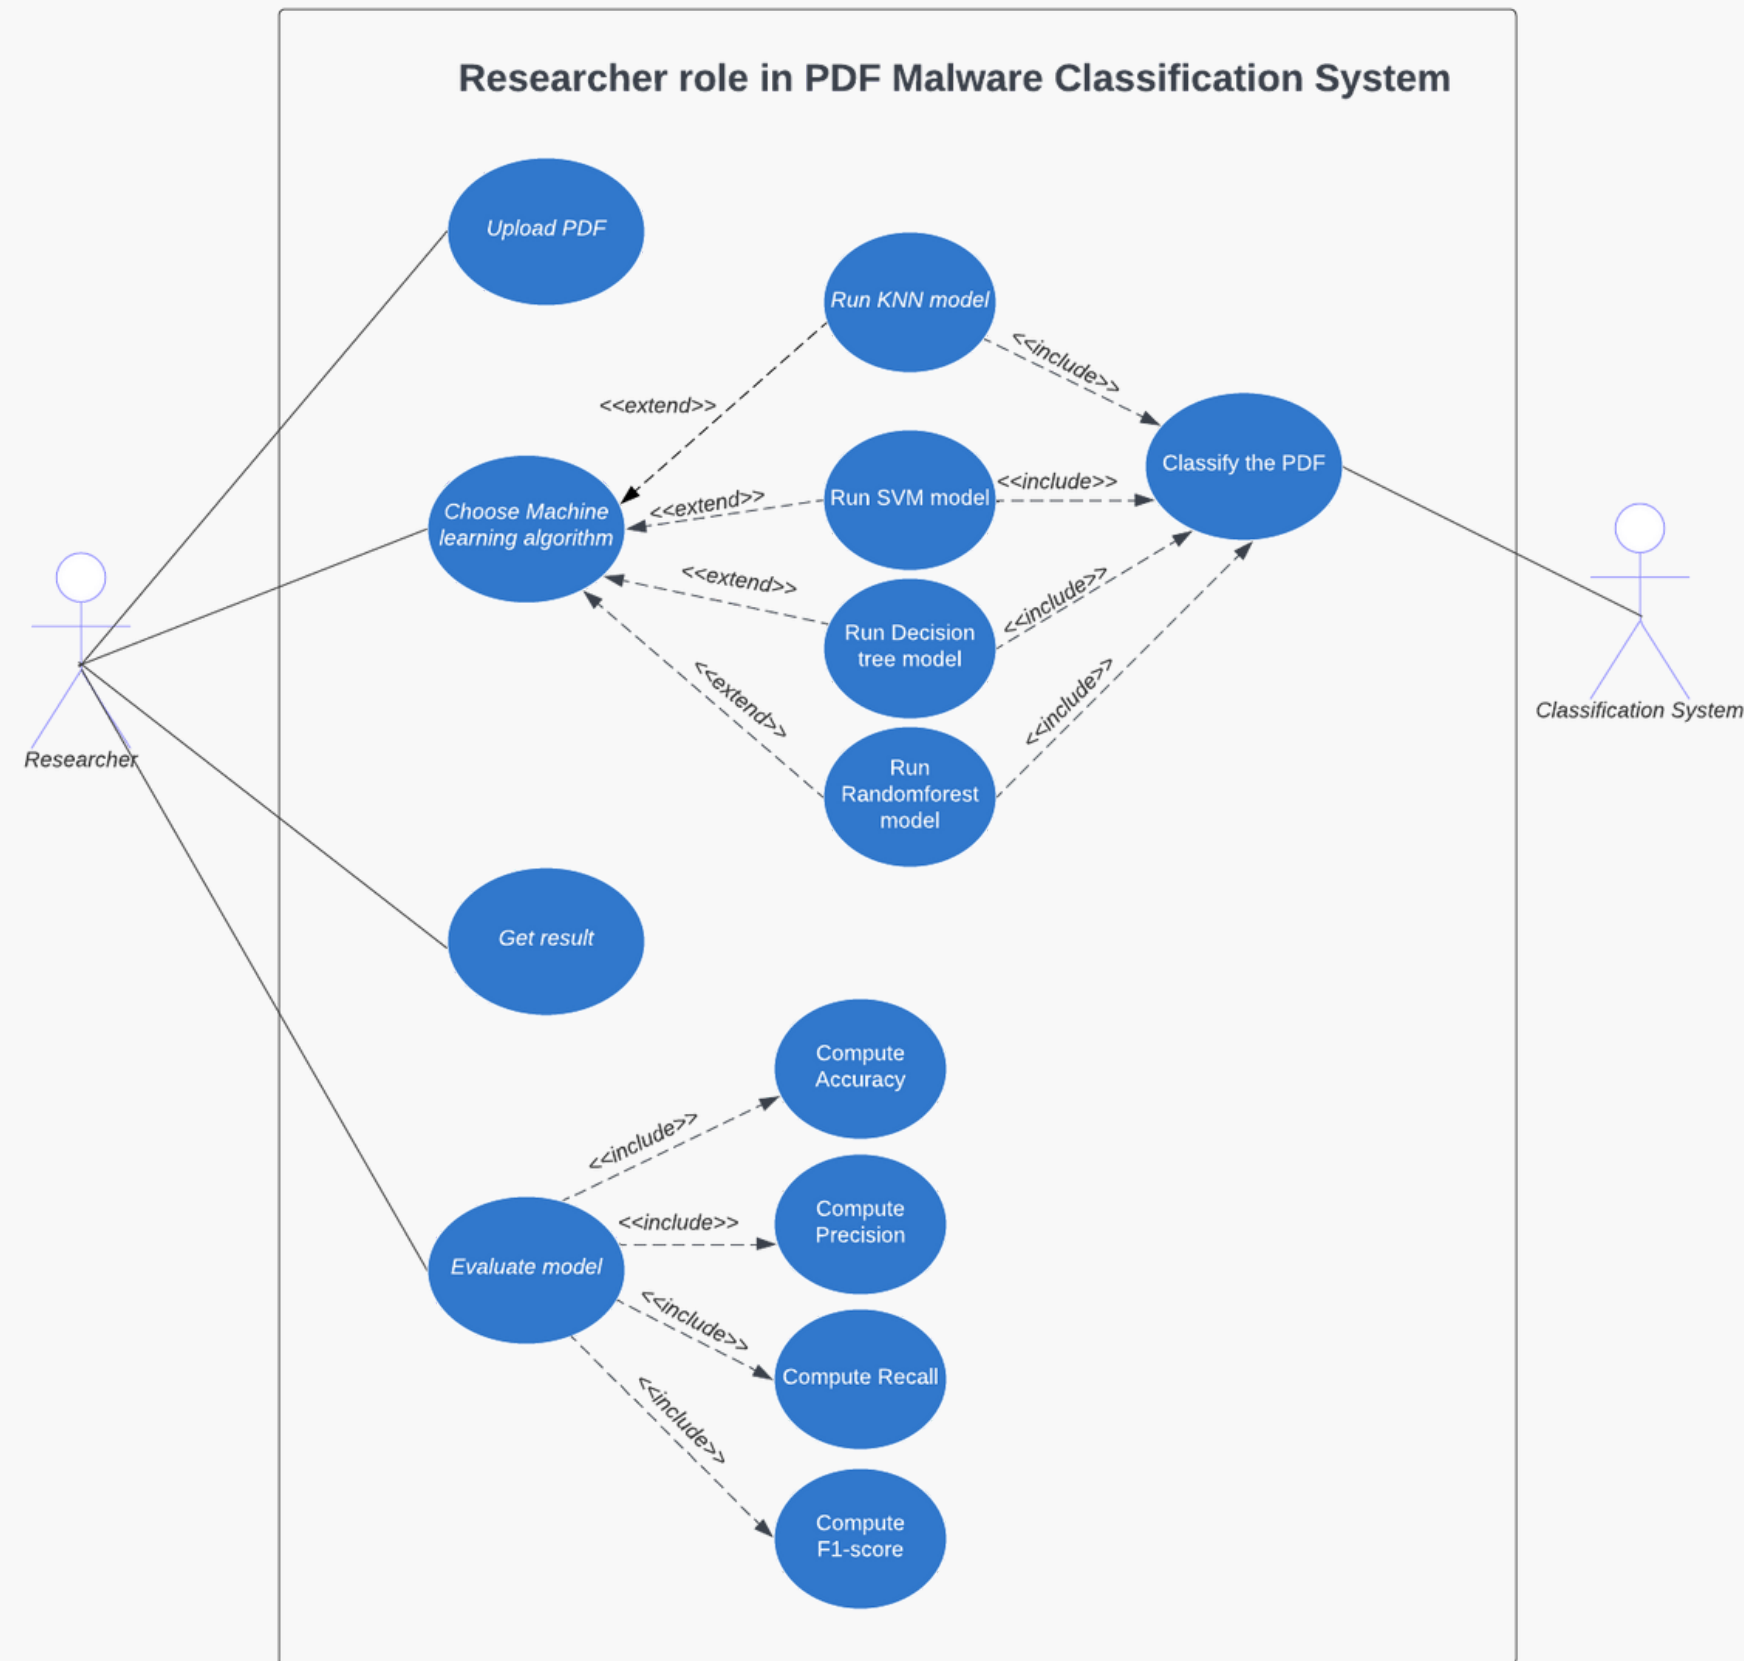 Researcher role in PDF Malware Classification System
Upload PDF
Run KNN model
<<include>>
<<extend>>
Classify the PDF
<<include>>
<<extend>>
Run SVM model
Choose Machine
learning algorithm
<<extend>>
<<include>>
Run Decision
tree model
<<extend>>
<<include>>
Researcher
Classification System
Run
Randomforest
model
Get result
Compute
Accuracy
<<include>>
<<include>>
Compute
Precision
Evaluate model
<<include>>
Compute Recall
<<include>>
Compute
F1-score